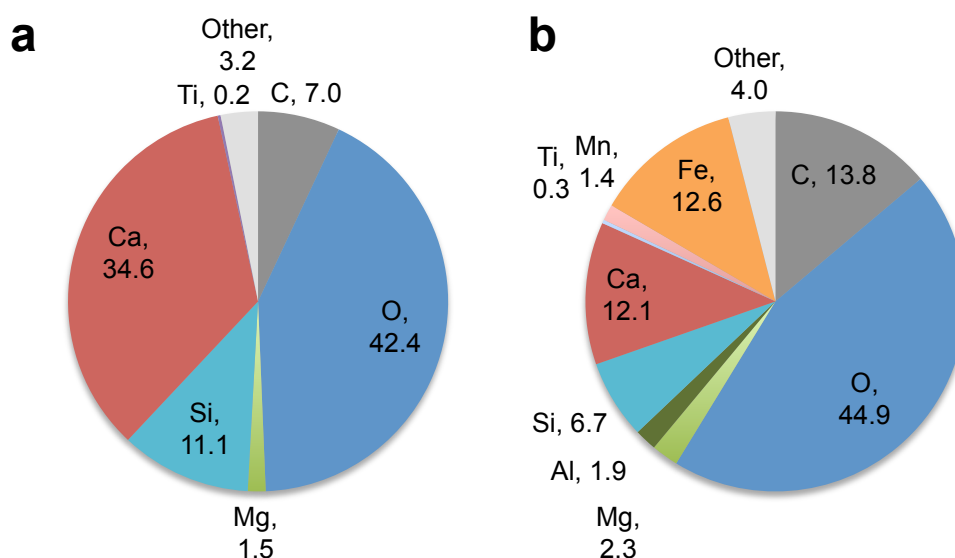 a
Other,
3.2
Ti, 0.2
C, 7.0
Ca,
34.6
O,
42.4
Si,
11.1
Mg,
1.5
b
Other,
4.0
Ti,
0.3
Mn,
1.4
Fe,
12.6
C, 13.8
Ca,
12.1
O,
44.9
Si, 6.7
Al, 1.9
Mg,
2.3